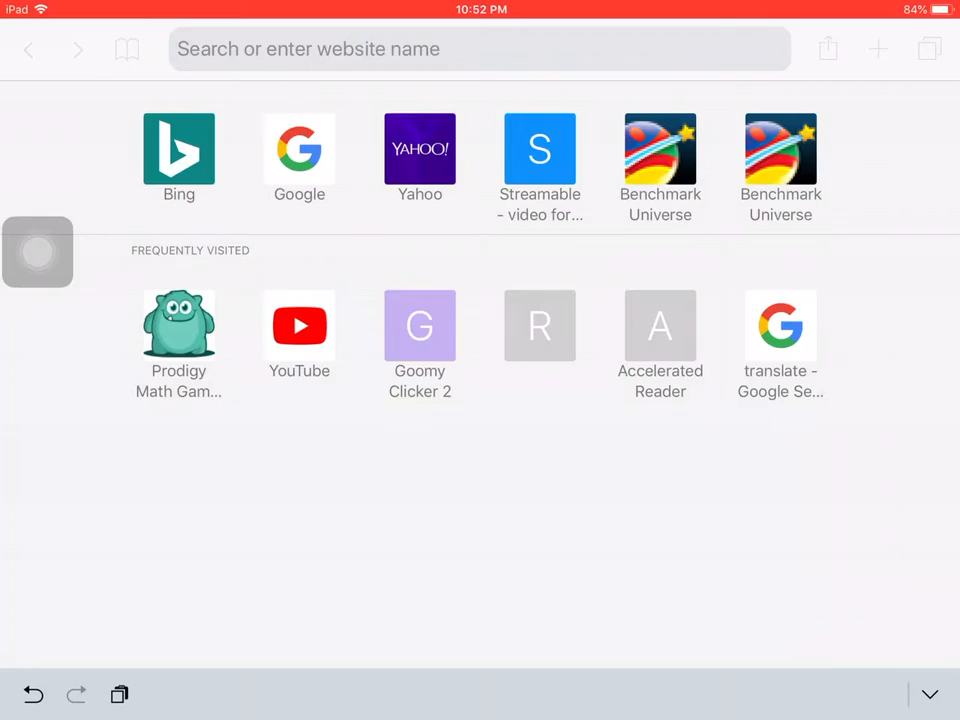 iPad 10:52 PM 84%
Search or enter website name
YAHOO! S
Bing Google Yahoo Streamable Benchmark Benchmark
- video for... Universe Universe
FREQUENTLY VISITED
G R A
Prodigy YouTube Goomy Accelerated translate -
Math Gam... Clicker 2 Reader Google Se...